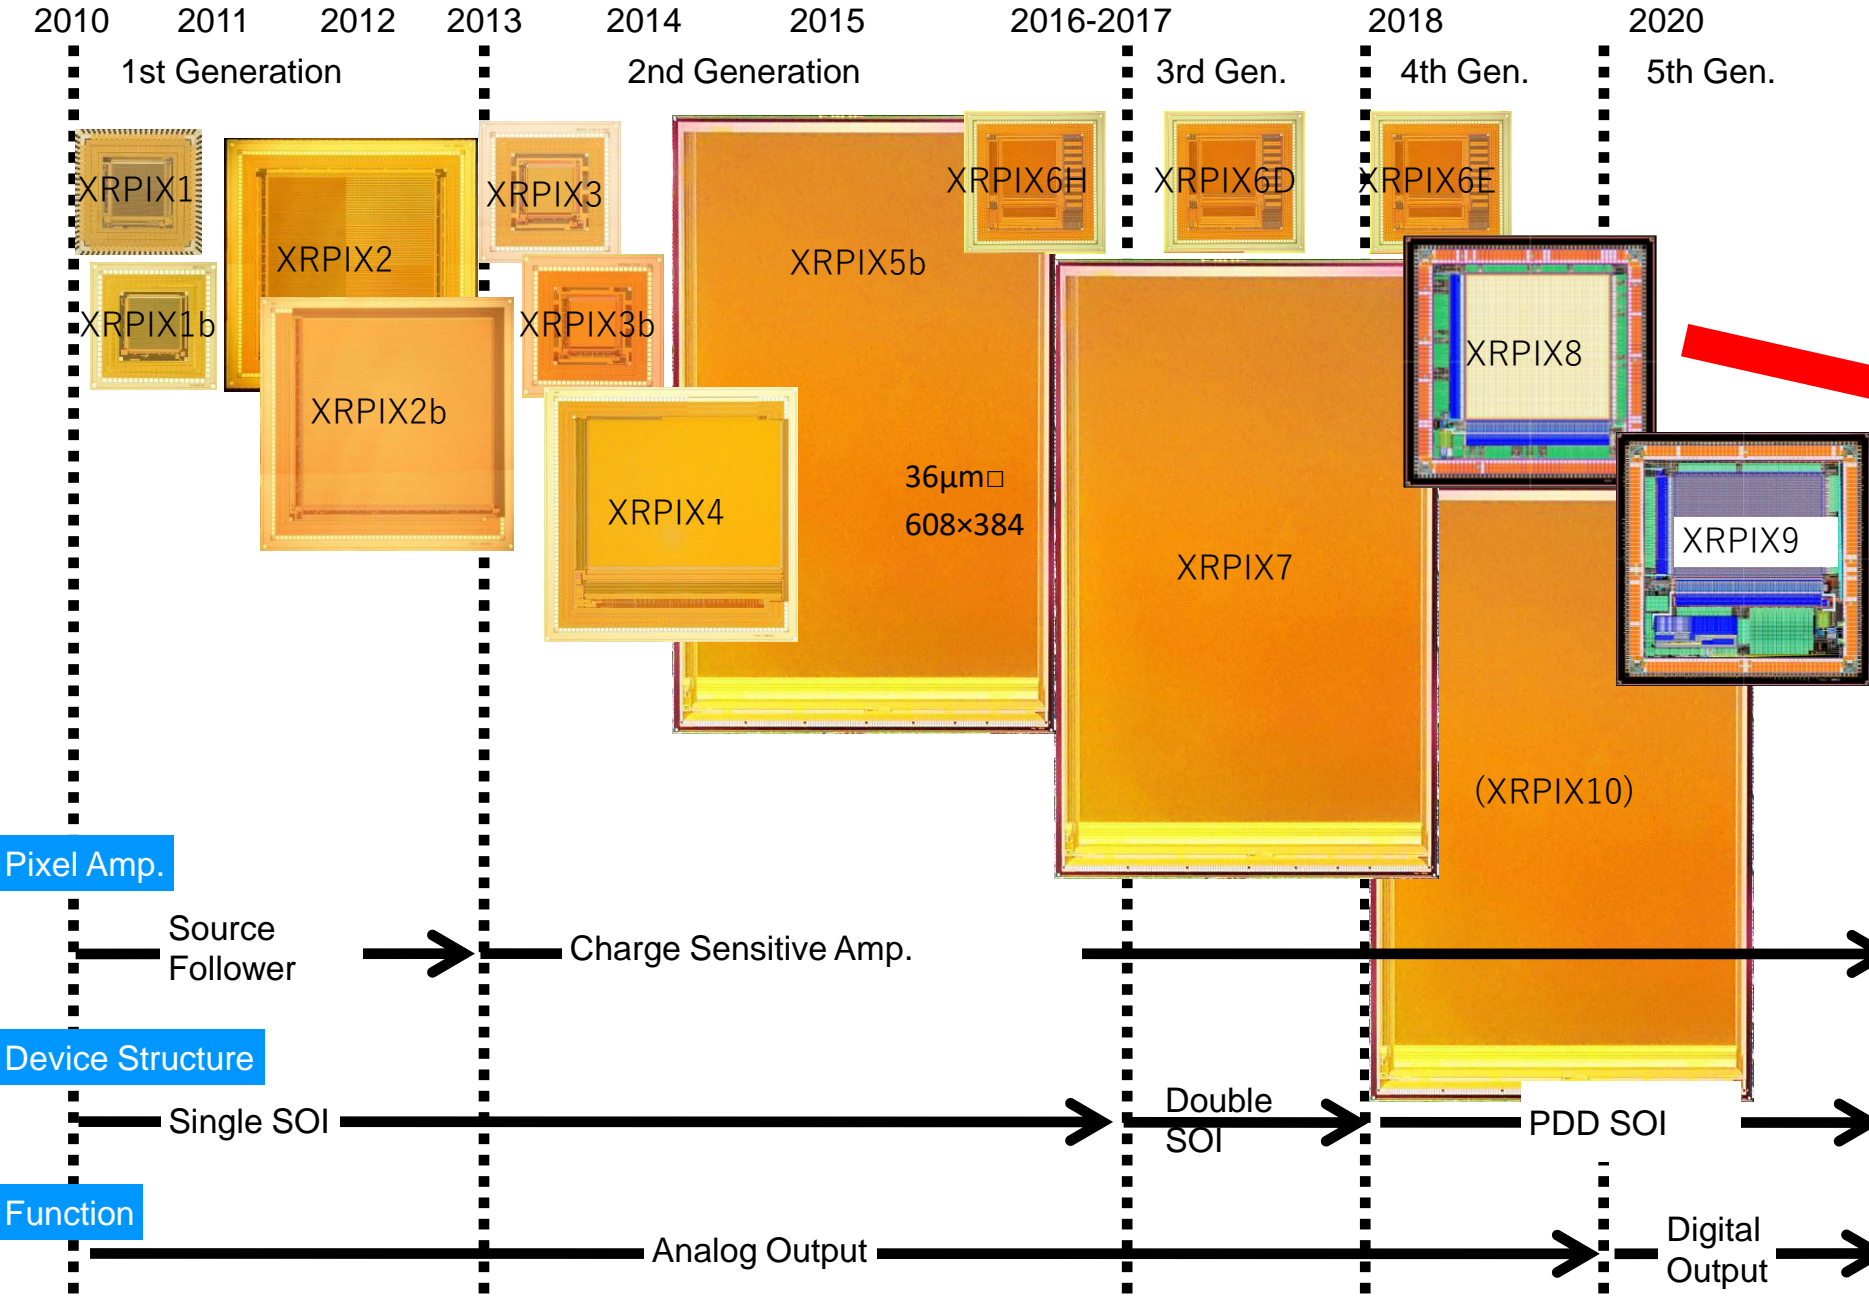 2010 2011 2012 2013 2014 2015 2016-2017 2018 2020
1st Generation 2nd Generation 3rd Gen. 4th Gen. 5th Gen.
XRPIX1 XRPIX3 XRPIX6H XRPIX6D XRPIX6E
XRPIX2 XRPIX5b
XRPIX1b XRPIX3b XRPIX8
XRPIX2b
36μm□
608×384
XRPIX4 XRPIX9
XRPIX7
(XRPIX10)
Pixel Amp.
Source
Follower
Charge Sensitive Amp.
Device Structure
Single SOI
Double
SOI
PDD SOI
Function
Analog Output
Digital
Output